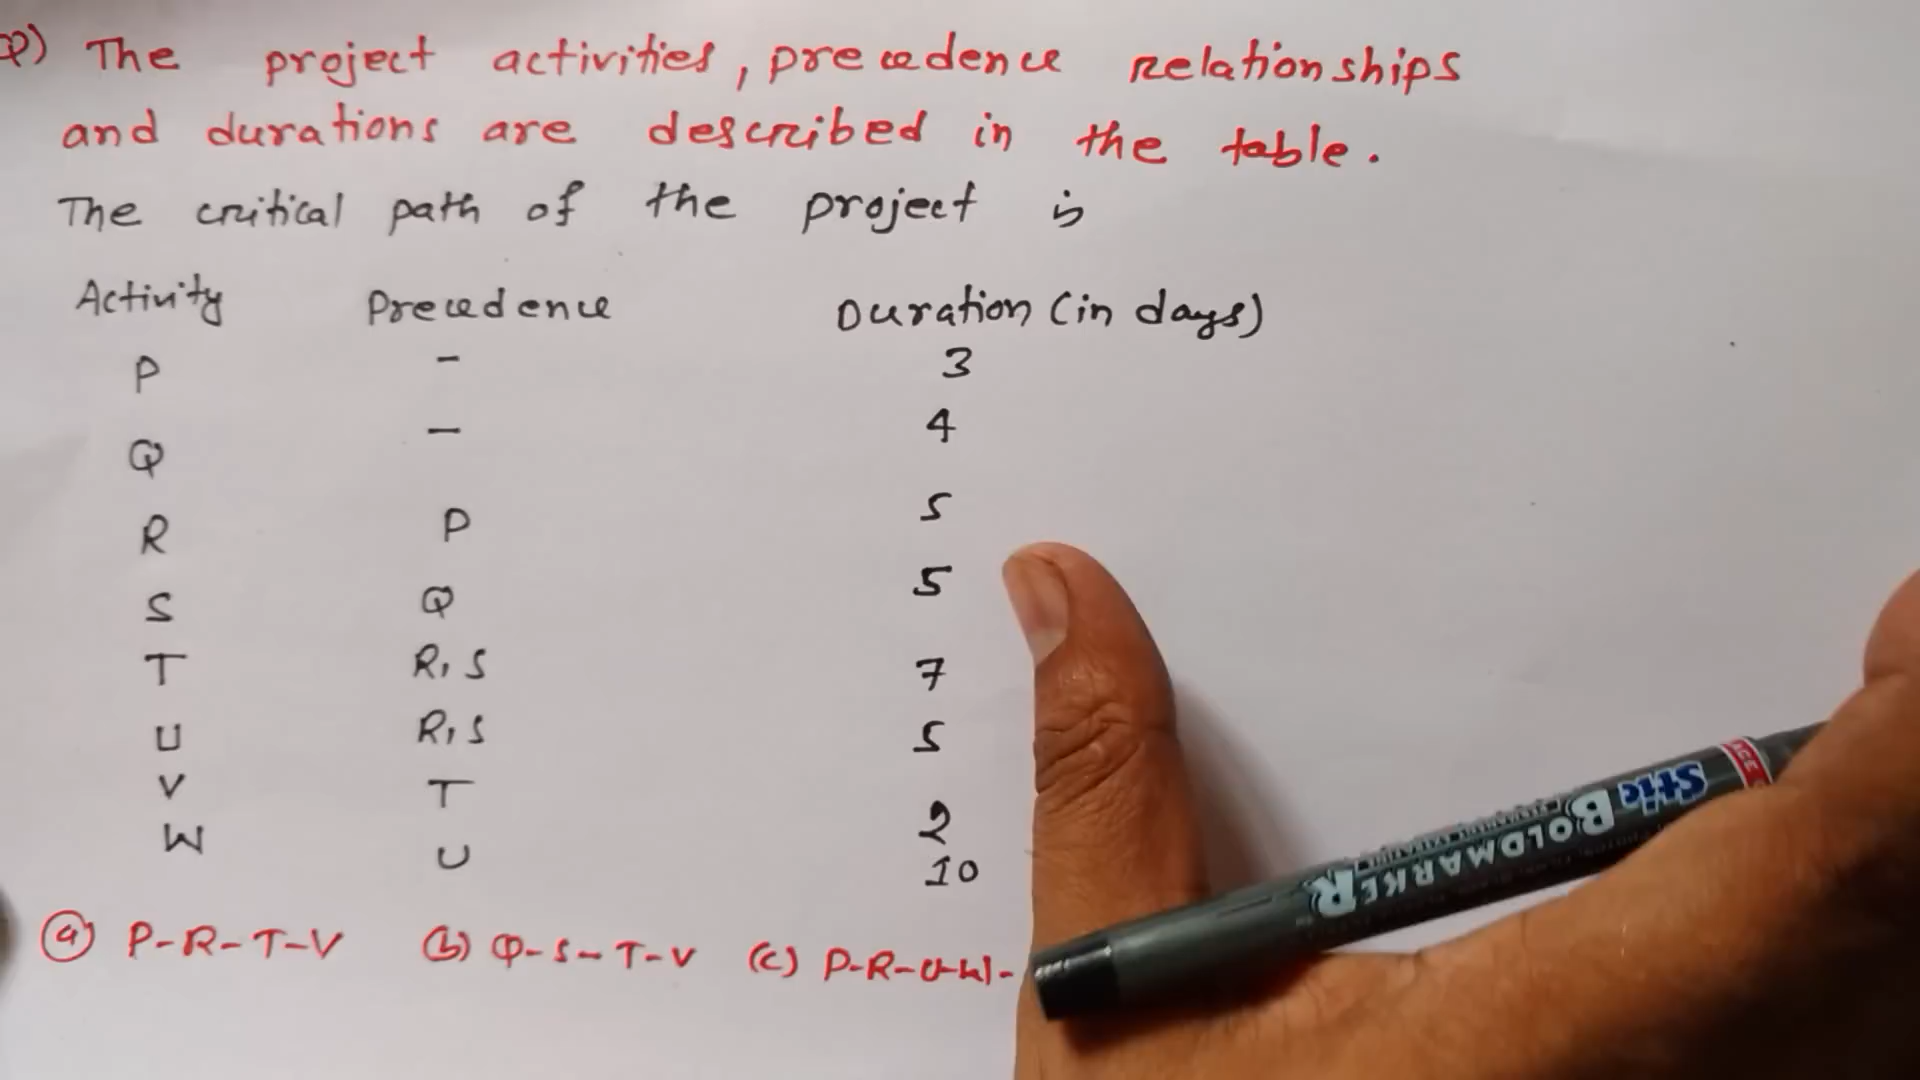 Q) The project activities, precedence relationships
and durations are described in the table.
The critical path of the project is
Activity Precedence Duration (in days)
P - 3
Q - 4
R P 5
S Q 5
T R, S 7
U R, S 5
V T 2
W U 10
(a) P-R-T-V (b) Q-S-T-V (c) P-R-U-W-
Stic BOLDMARKER